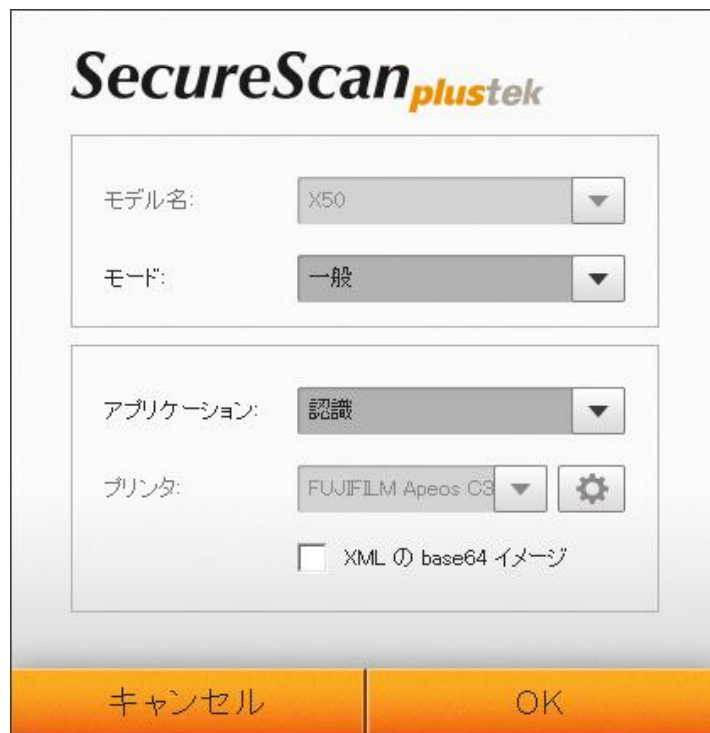 SecureScan plustek
モデル名: X50
モード: 一般
アプリケーション: 認識
プリンタ: FUJIFILM Apeos C3
XML の base64 イメージ
キャンセル OK